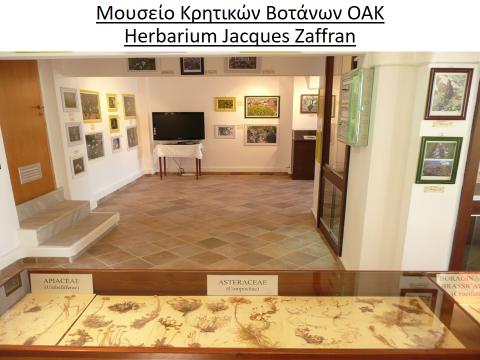 Μουσείο Κρητικών Βοτάνων ΟΑΚ
Herbarium Jacques Zaffran
APIACEAE
(Umbelliferae)
ASTERACEAE
(Compositae)